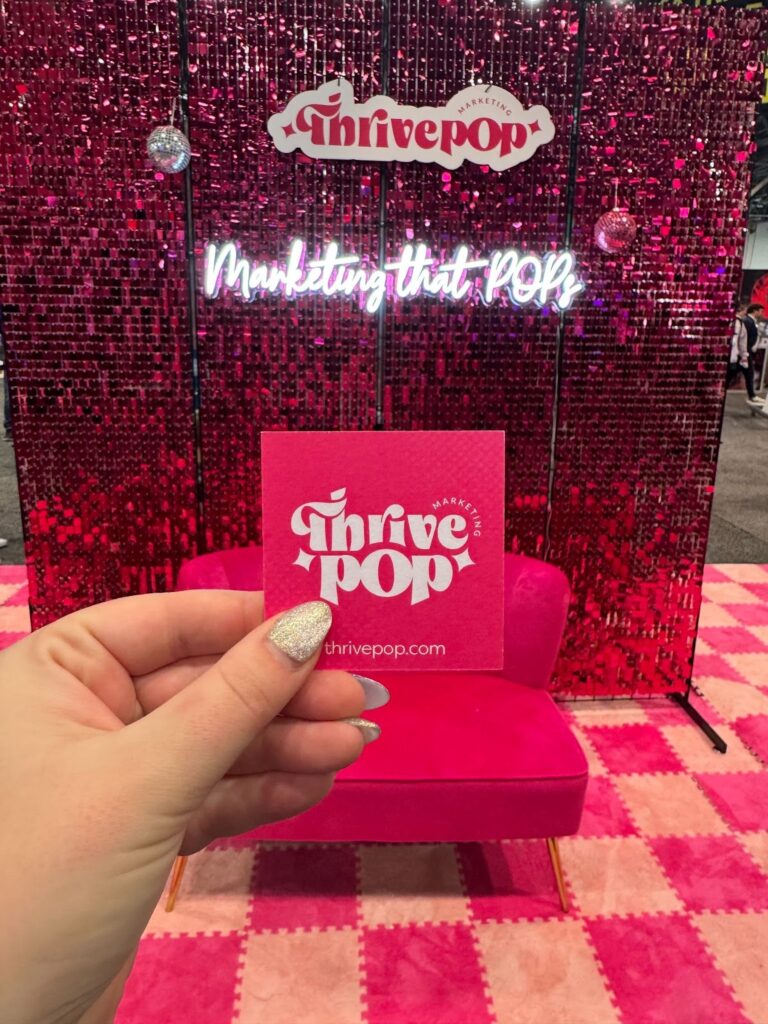 MARKETING
Thrivepop
Marketing that POPs
MARKETING
Thrive
POP
thrivepop.com